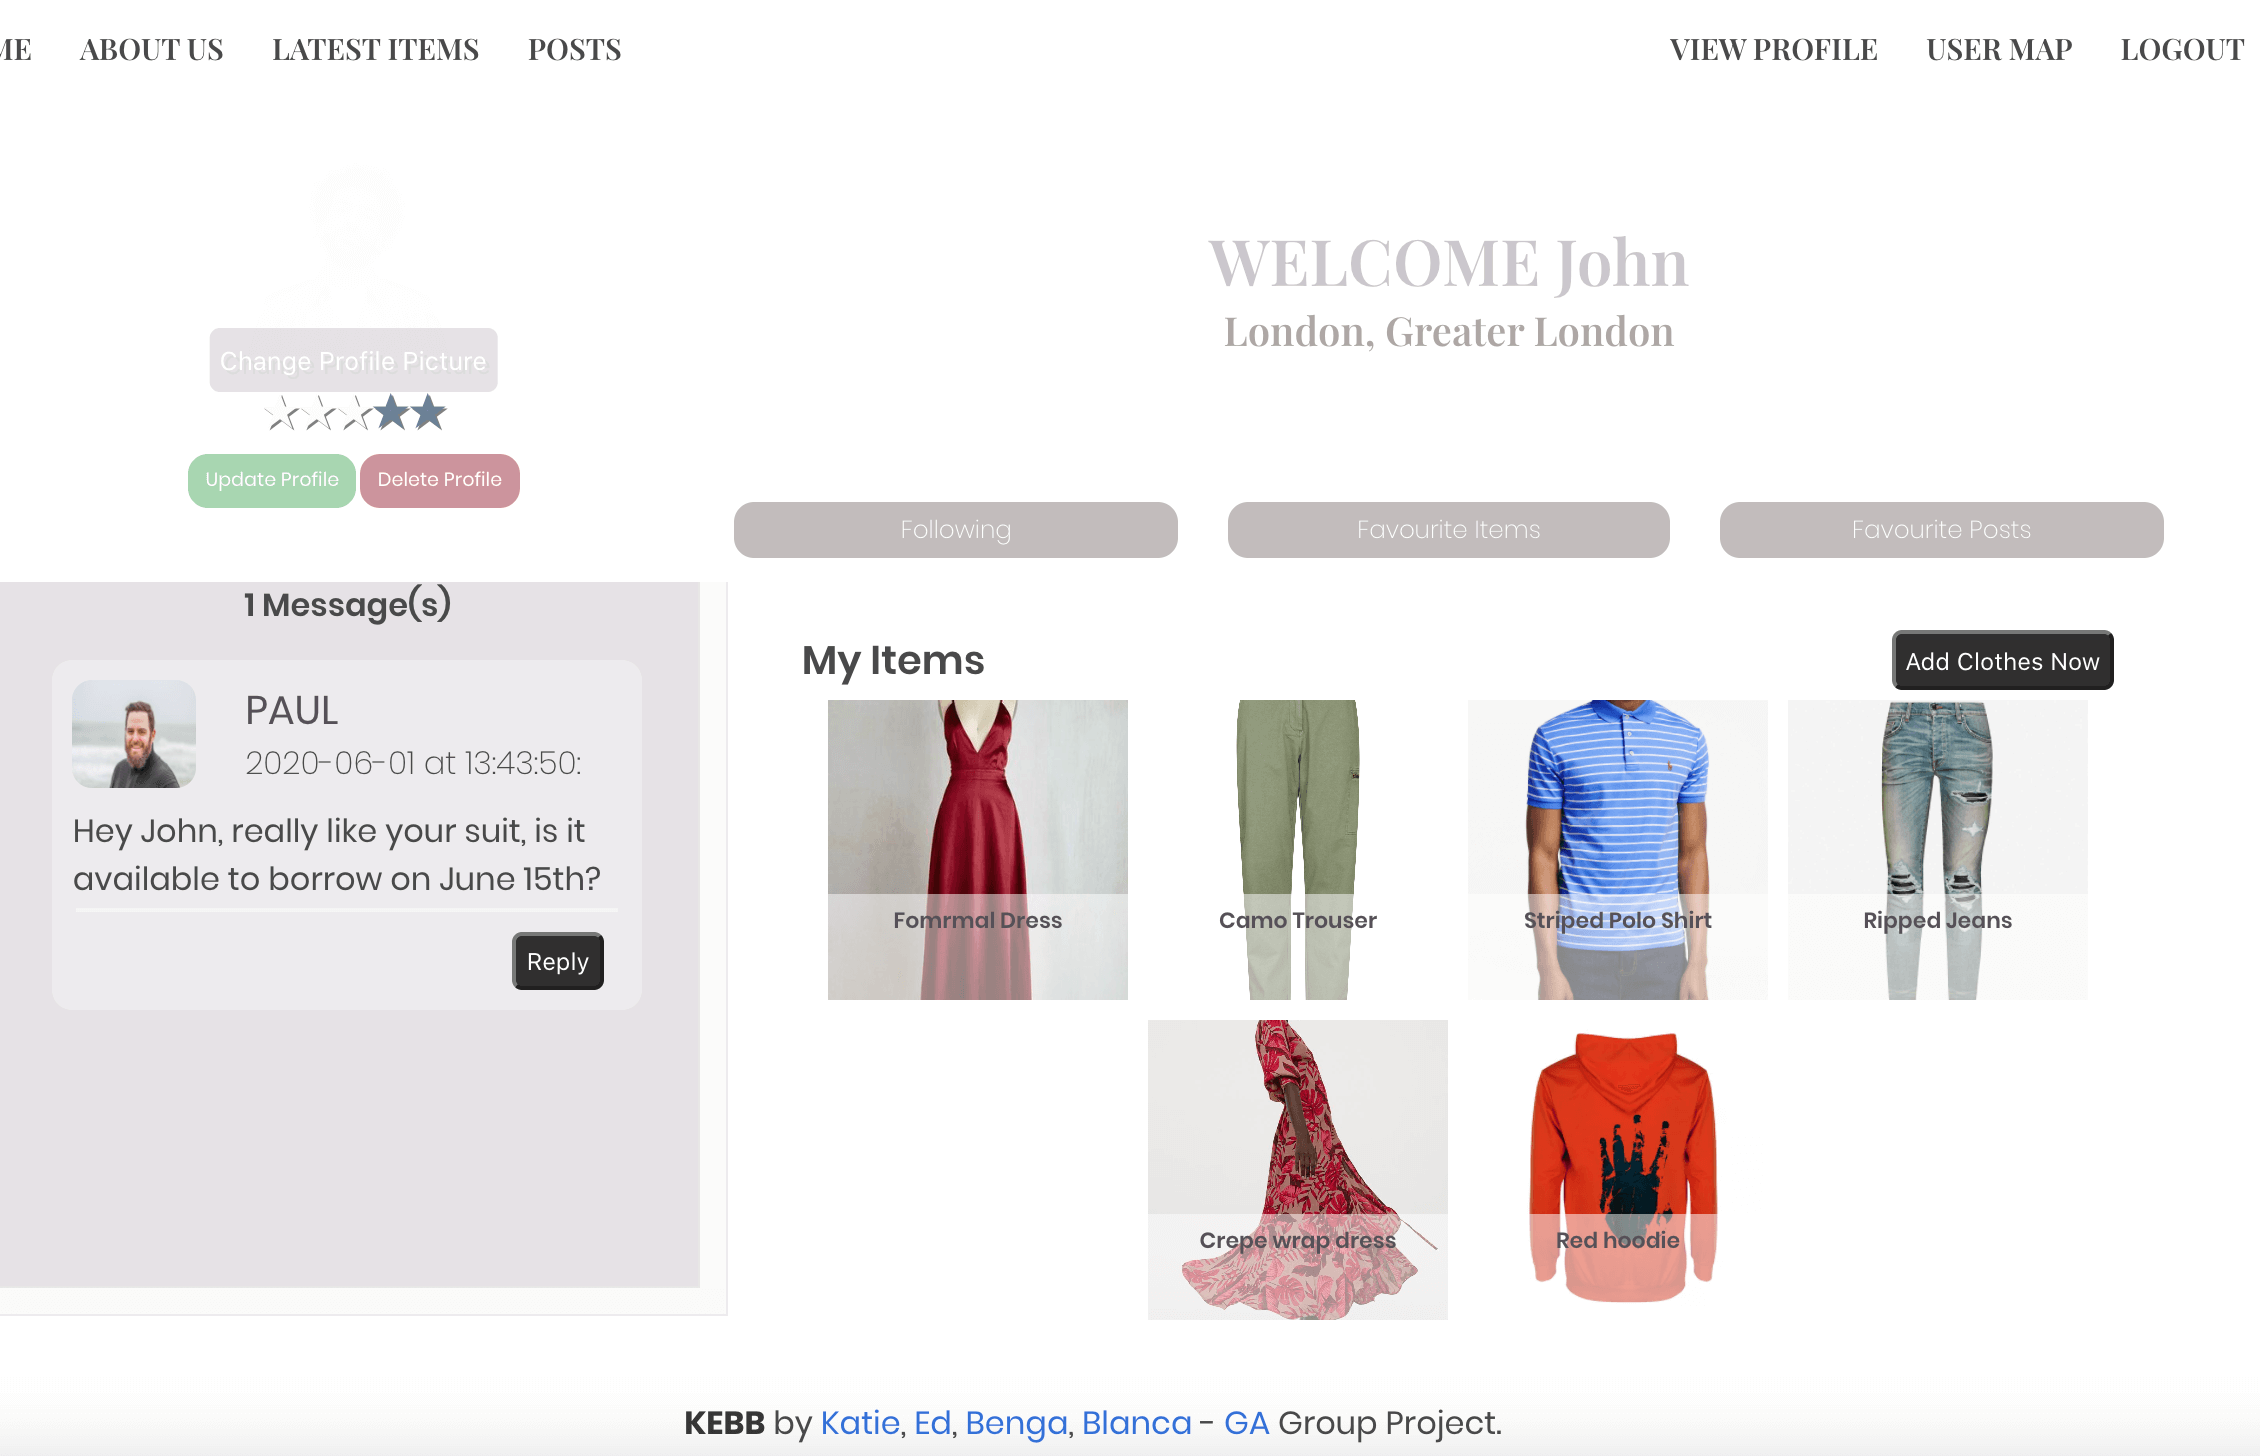 ME ABOUT US LATEST ITEMS POSTS VIEW PROFILE USER MAP LOGOUT
WELCOME John
London, Greater London
Change Profile Picture
Update Profile Delete Profile
Following Favourite Items Favourite Posts
1 Message(s)
PAUL
2020-06-01 at 13:43:50:
Hey John, really like your suit, is it
available to borrow on June 15th?
Reply
My Items
Add Clothes Now
Fomrmal Dress Camo Trouser Striped Polo Shirt Ripped Jeans
Crepe wrap dress Red hoodie
KEBB by Katie, Ed, Benga, Blanca - GA Group Project.